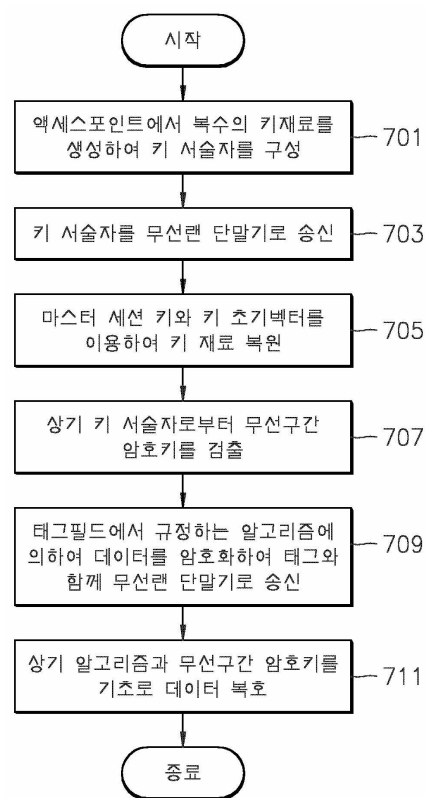 시작
액세스포인트에서 복수의 키재료를
생성하여 키 서술자를 구성
701
키 서술자를 무선랜 단말기로 송신
703
마스터 세션 키와 키 초기벡터를
이용하여 키 재료 복원
705
상기 키 서술자로부터 무선구간
암호키를 검출
707
태그필드에서 규정하는 알고리즘에
의하여 데이터를 암호화하여 태그와
함께 무선랜 단말기로 송신
709
상기 알고리즘과 무선구간 암호키를
기초로 데이터 복호
711
종료